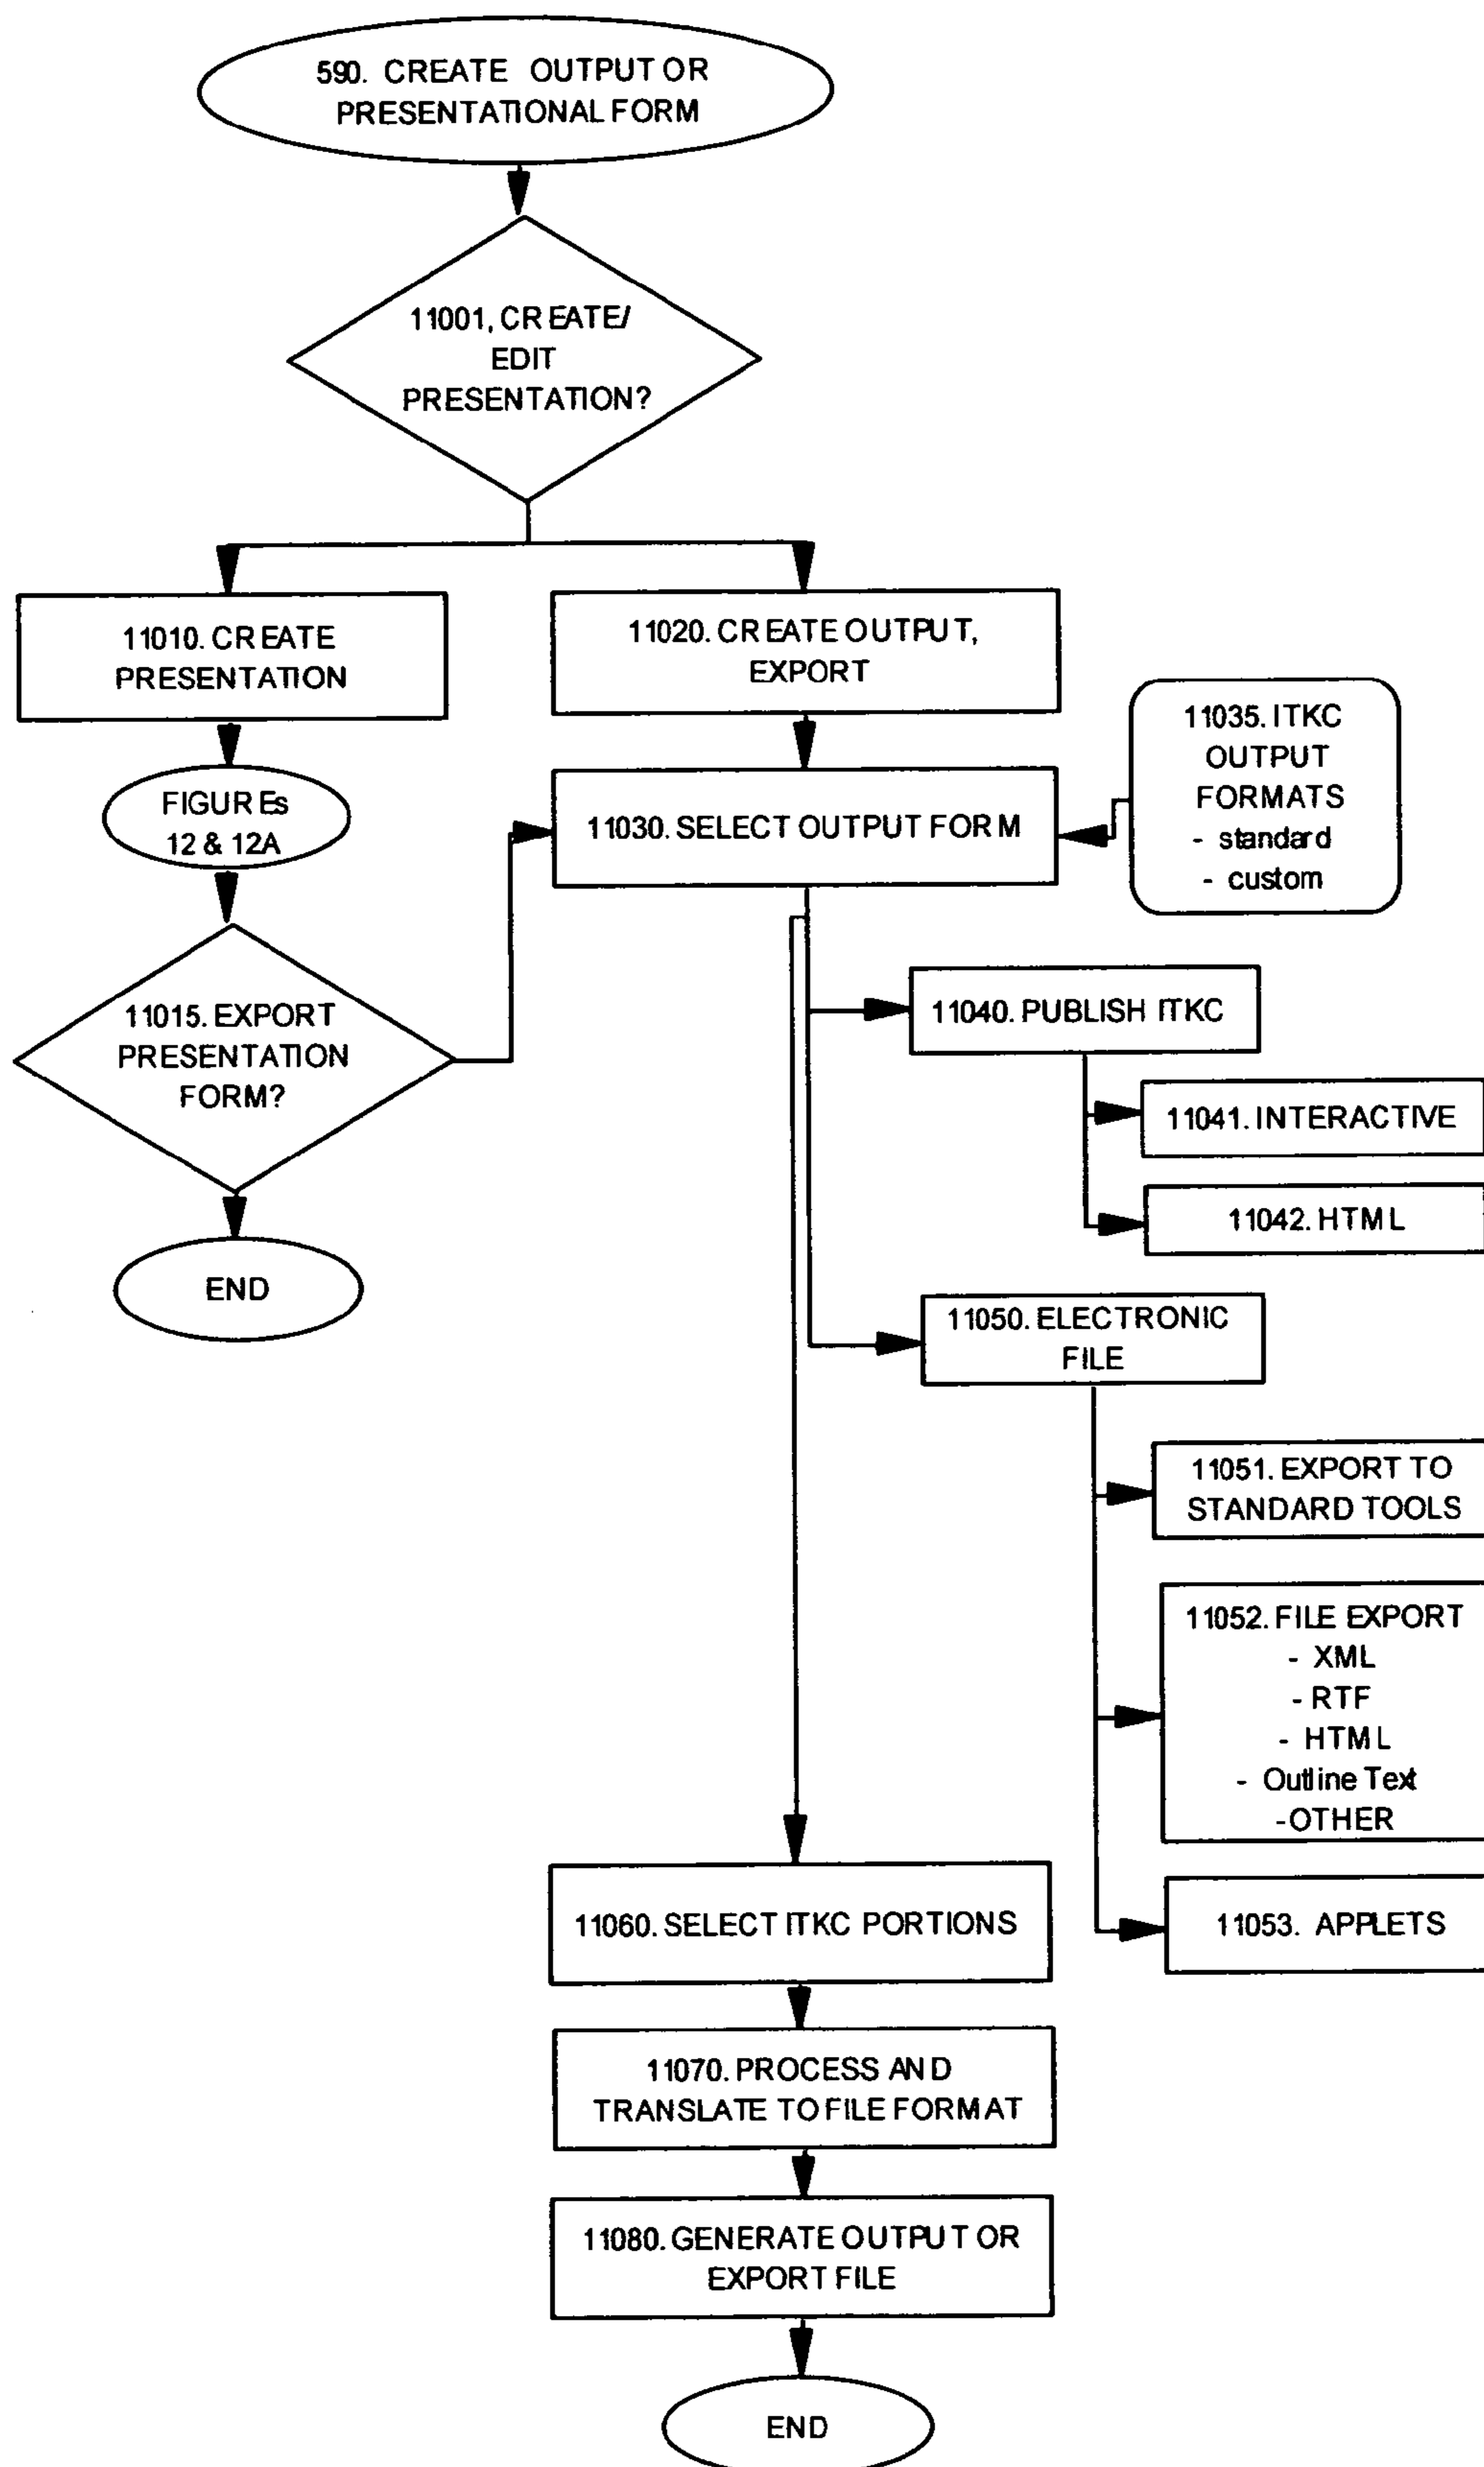 590. CREATE OUTPUT OR
PRESENTATIONAL FORM
11001, CREATE/
EDIT
PRESENTATION?
11010. CREATE
PRESENTATION
11020. CREATE OUTPUT,
EXPORT
11035. ITKC
OUTPUT
FORMATS
- standard
- custom
FIGUREs
12 & 12A
11030. SELECT OUTPUT FORM
11015. EXPORT
PRESENTATION
FORM?
11040. PUBLISH ITKC
11041. INTERACTIVE
11042. HTML
END
11050. ELECTRONIC
FILE
11051. EXPORT TO
STANDARD TOOLS
11052. FILE EXPORT
- XML
- RTF
- HTML
- Outline Text
-OTHER
11053. APPLETS
11060. SELECT ITKC PORTIONS
11070. PROCESS AND
TRANSLATE TO FILE FORMAT
11080. GENERATE OUTPUT OR
EXPORT FILE
END